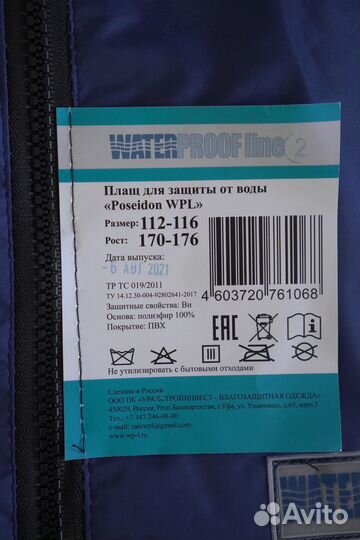 WATERPROOF line 2
Плащ для защиты от воды
«Poseidon WPL»
Размер: 112-116
Рост: 170-176
Дата выпуска:
-6 АВГ 2021
ТР ТС 019/2011
ТУ 14.12.30-004-92802641-2017
Защитные свойства: Вн
Основа: полиэфир 100%
Покрытие: ПВХ
4 603720 761068
EAC
Не утилизировать с бытовыми отходами
Сделано в России
ООО ПК «УРАЛСТРОЙИНВЕСТ - ВЛАГОЗАЩИТНАЯ ОДЕЖДА»
450029, Россия, Респ.Башкортостан, г.Уфа, ул. Ульяновых, д.65, корп.5
Тел.: +7 347 246-08-00
e-mail: salewpl@gmail.com
www.wp-l.ru
WATER
Avito